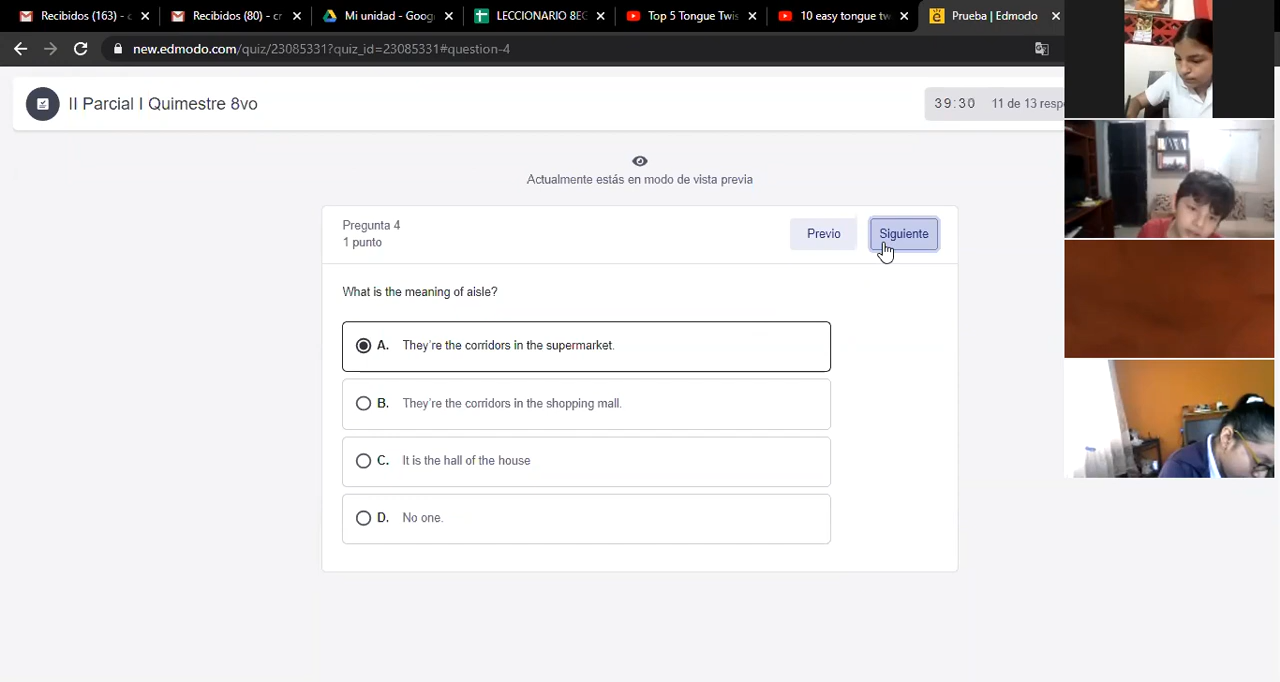 Recibidos (163) - c
Recibidos (80) - cr
Mi unidad - Goog
LECCIONARIO 8EG
Top 5 Tongue Twis
10 easy tongue tw
Prueba | Edmodo
new.edmodo.com/quiz/23085331?quiz_id=23085331#question-4
II Parcial I Quimestre 8vo
39:30 11 de 13 resp
Actualmente estás en modo de vista previa
Pregunta 4
1 punto
Previo
Siguiente
What is the meaning of aisle?
A. They're the corridors in the supermarket.
B. They're the corridors in the shopping mall.
C. It is the hall of the house
D. No one.